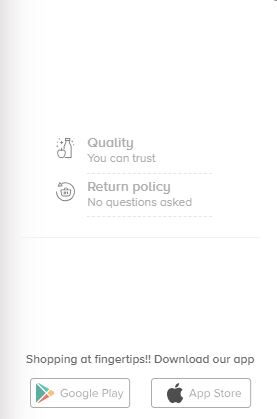 Quality
You can trust
Return policy
No questions asked
Shopping at fingertips!! Download our app
Google Play
App Store